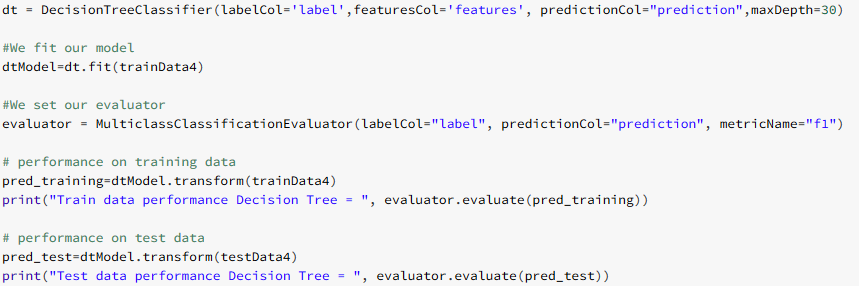 dt = DecisionTreeClassifier(labelCol='label',featuresCol='features', predictionCol="prediction",maxDepth=30)
#We fit our model
dtModel=dt.fit(trainData4)
#We set our evaluator
evaluator = MulticlassClassificationEvaluator(labelCol="label", predictionCol="prediction", metricName="f1")
# performance on training data
pred_training=dtModel.transform(trainData4)
print("Train data performance Decision Tree = ", evaluator.evaluate(pred_training))
# performance on test data
pred_test=dtModel.transform(testData4)
print("Test data performance Decision Tree = ", evaluator.evaluate(pred_test))